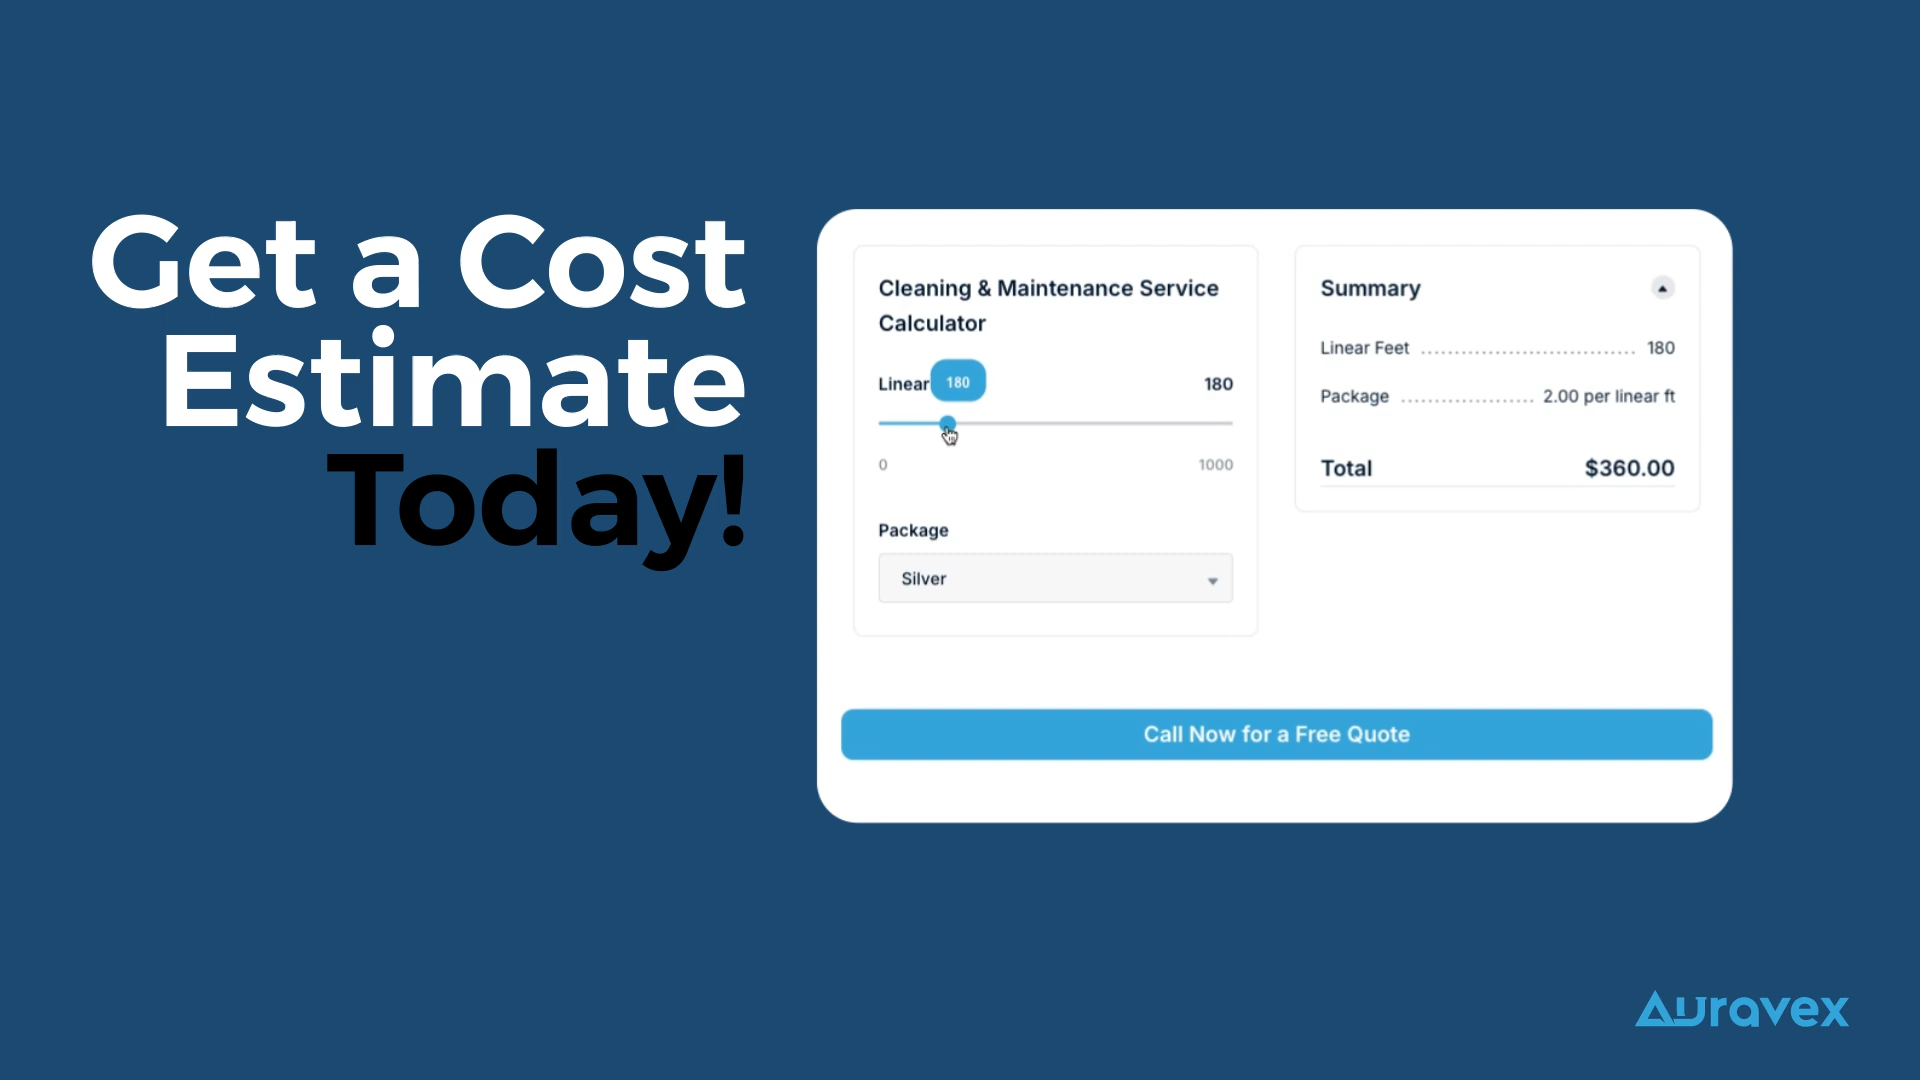 Get a Cost
Estimate
Today!
Cleaning & Maintenance Service
Calculator
Linear 180 180
0 1000
Package
Silver
Summary
Linear Feet ................................ 180
Package .................... 2.00 per linear ft
Total $360.00
Call Now for a Free Quote
Auravex